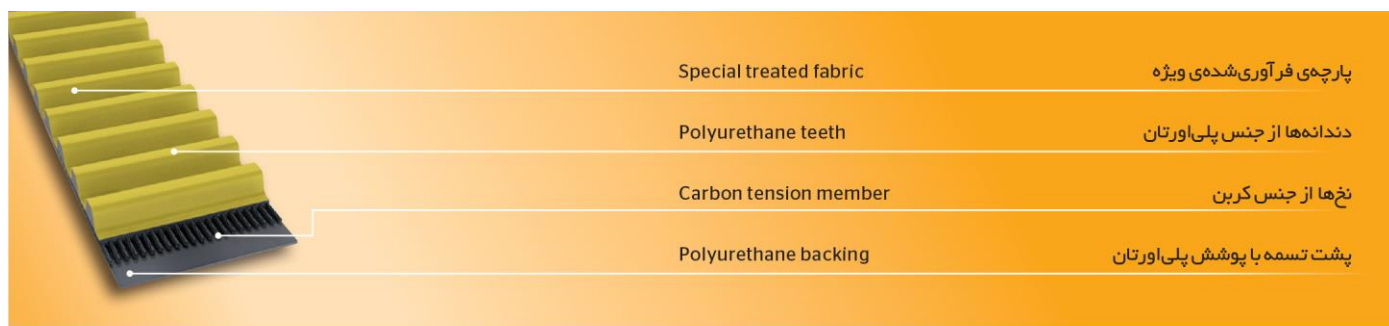 Special treated fabric
پارچه‌ی فرآوری‌شده‌ی ویژه
Polyurethane teeth
دندانه‌ها از جنس پلی‌اورتان
Carbon tension member
نخ‌ها از جنس کربن
Polyurethane backing
پشت تسمه با پوشش پلی‌اورتان